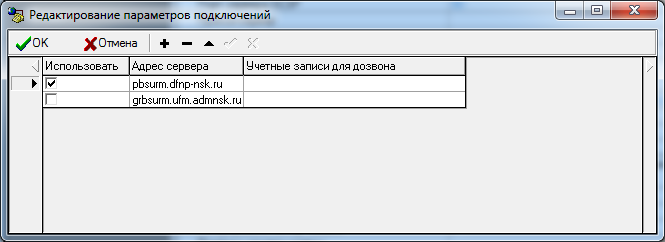 Редактирование параметров подключений
ОК Отмена
Использовать Адрес сервера Учетные записи для дозвона
pbsurm.dfnp-nsk.ru
grbsurm.ufm.admnsk.ru